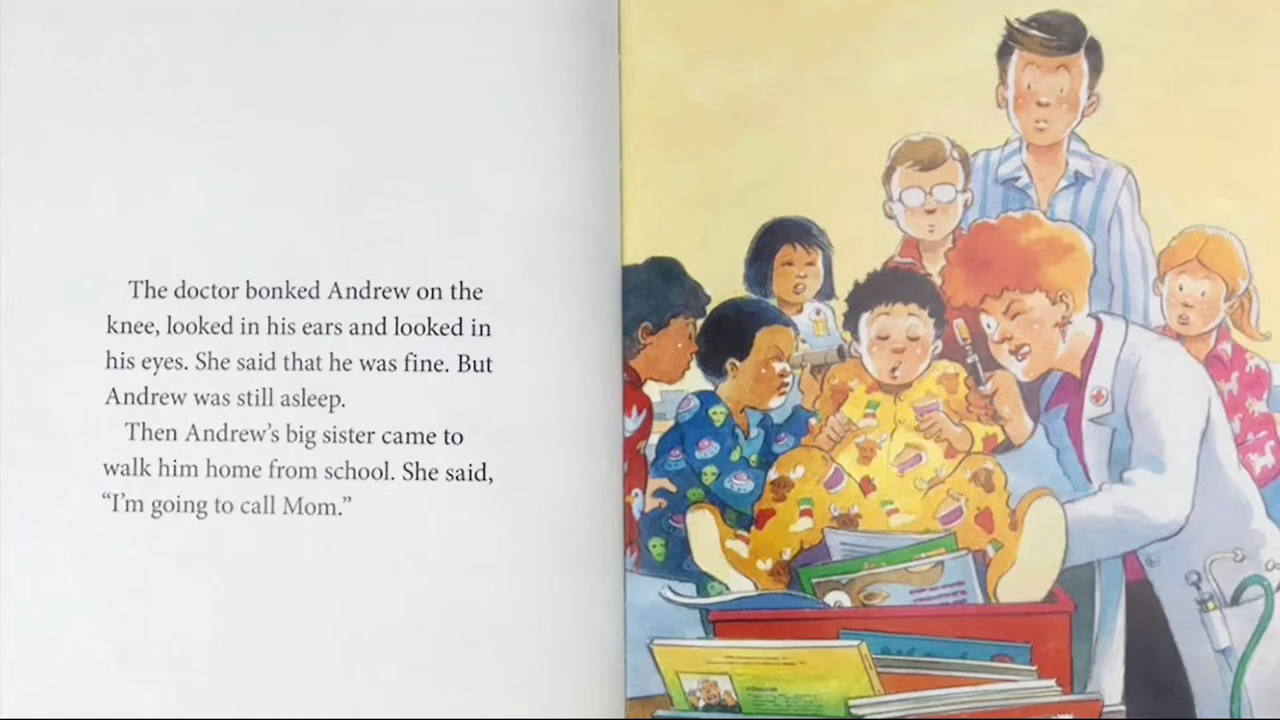 The doctor bonked Andrew on the
knee, looked in his ears and looked in
his eyes. She said that he was fine. But
Andrew was still asleep.
Then Andrew’s big sister came to
walk him home from school. She said,
“I’m going to call Mom.”